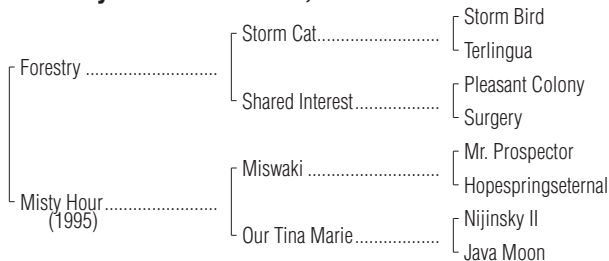 Storm Bird
Storm Cat....................
Terlingua
Forestry ......................
Pleasant Colony
Shared Interest..............
Surgery
Mr. Prospector
Miswaki ......................
Hopespringseternal
Misty Hour...................
(1995)
Nijinsky II
Our Tina Marie...............
Java Moon